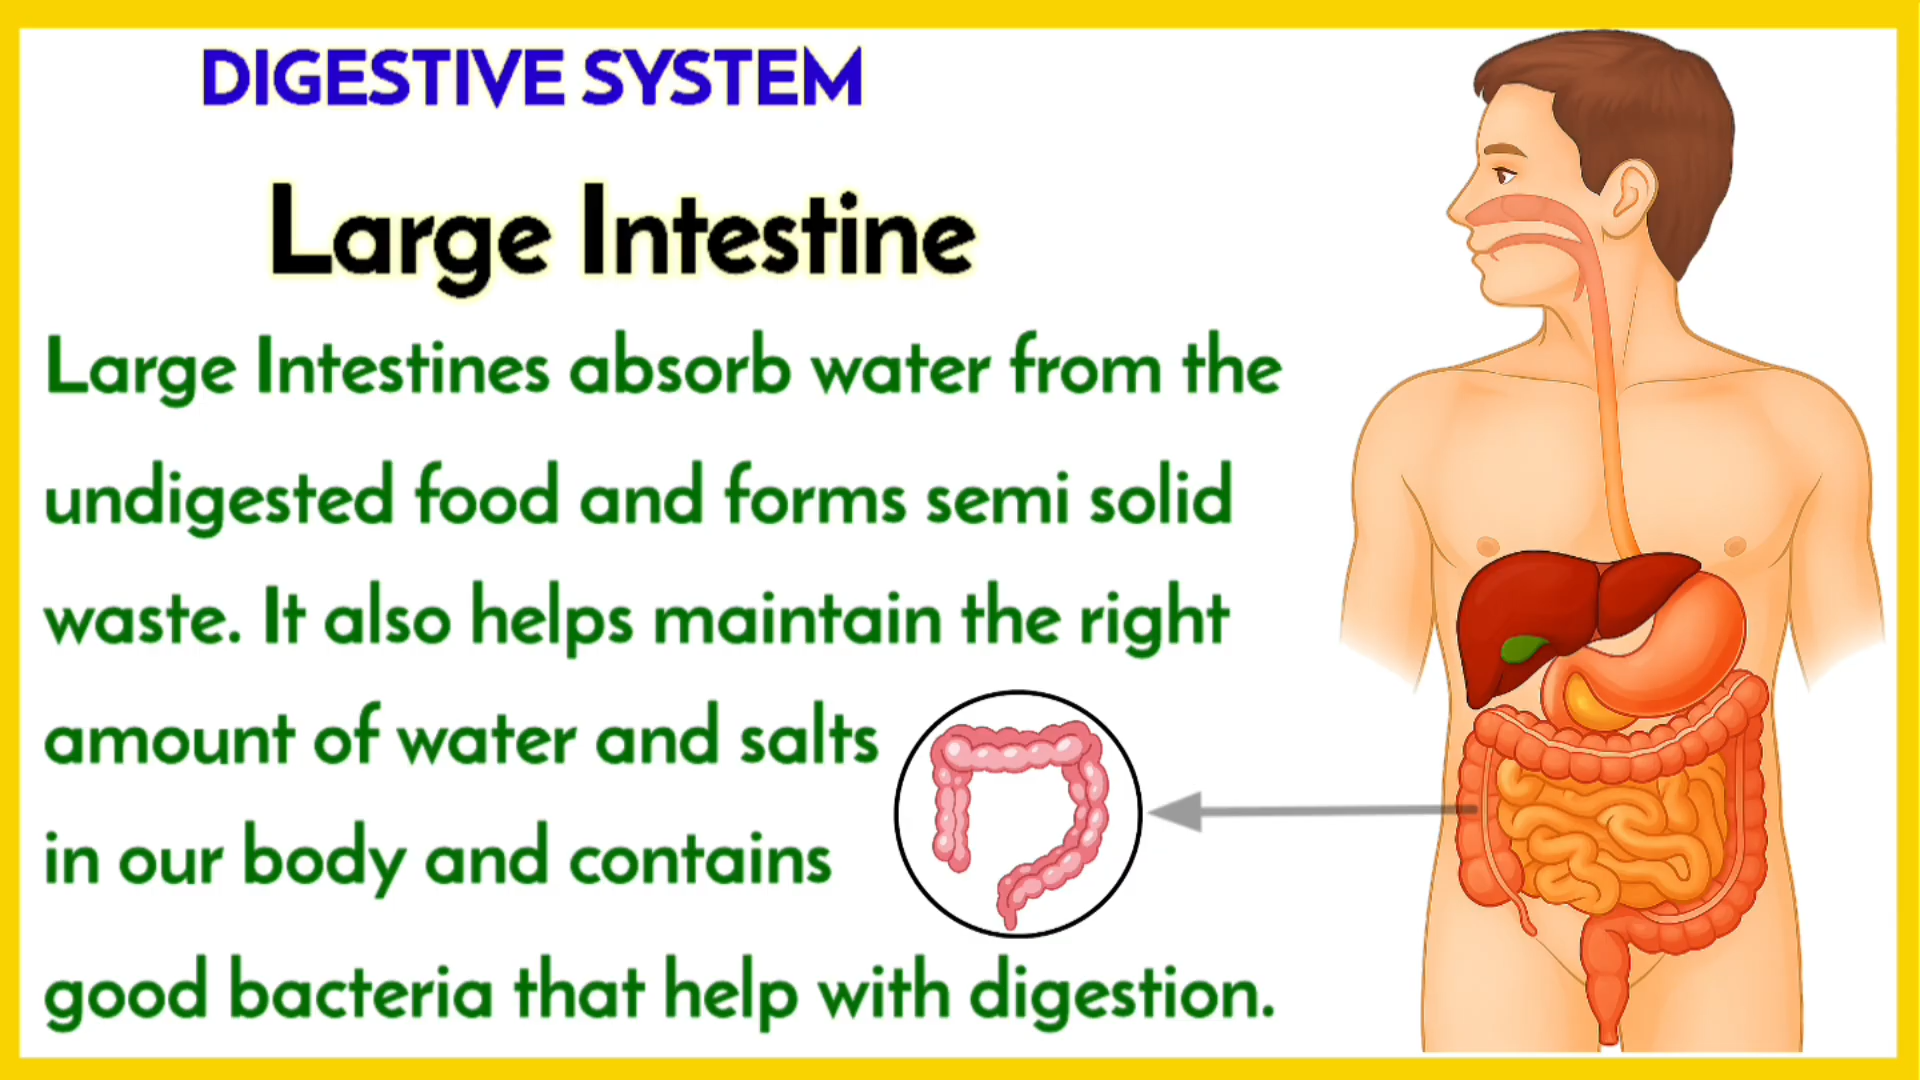 DIGESTIVE SYSTEM
Large Intestine
Large Intestines absorb water from the
undigested food and forms semi solid
waste. It also helps maintain the right
amount of water and salts
in our body and contains
good bacteria that help with digestion.